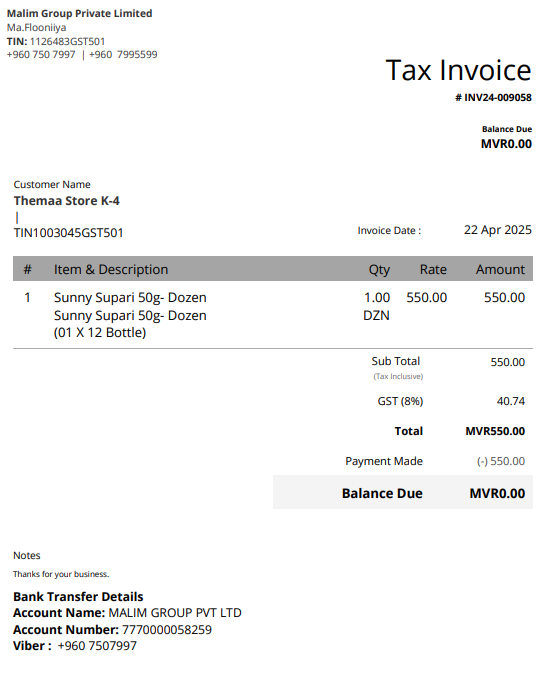 Malim Group Private Limited
Ma.Flooniiya
TIN: 1126483GST501
+960 750 7997 | +960 7995599
Tax Invoice
# INV24-009058
Balance Due
MVR0.00
Customer Name
Themaa Store K-4
|
TIN1003045GST501
Invoice Date : 22 Apr 2025
# Item & Description Qty Rate Amount
1 Sunny Supari 50g- Dozen 1.00 550.00 550.00
Sunny Supari 50g- Dozen DZN
(01 X 12 Bottle)
Sub Total 550.00
(Tax Inclusive)
GST (8%) 40.74
Total MVR550.00
Payment Made (-) 550.00
Balance Due MVR0.00
Notes
Thanks for your business.
Bank Transfer Details
Account Name: MALIM GROUP PVT LTD
Account Number: 7770000058259
Viber : +960 7507997